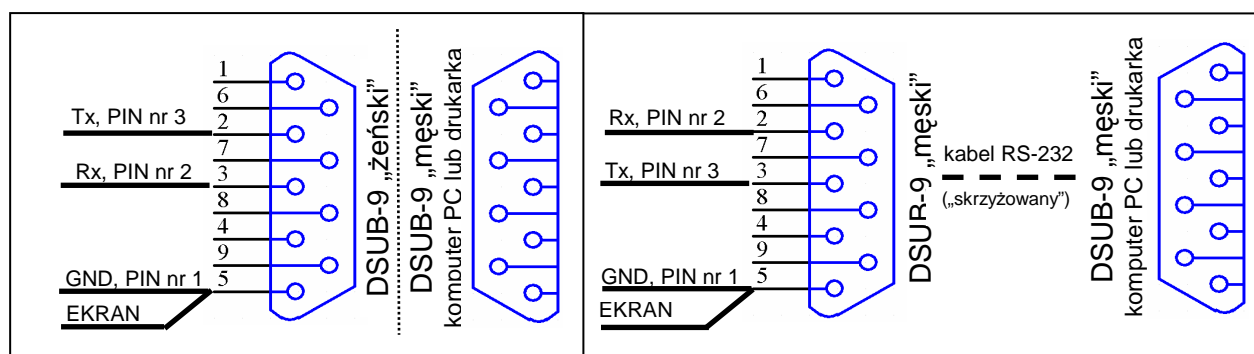 1
6
Tx, PIN nr 3
2
7
Rx, PIN nr 2
3
8
4
9
GND, PIN nr 1
5
EKRAN
DSUB-9 „żeński”
DSUB-9 „męski”
komputer PC lub drukarka
1
6
Rx, PIN nr 2
2
7
Tx, PIN nr 3
3
8
4
9
GND, PIN nr 1
5
EKRAN
DSUB-9 „męski”
kabel RS-232
(„skrzyżowany”)
DSUB-9 „męski”
komputer PC lub drukarka